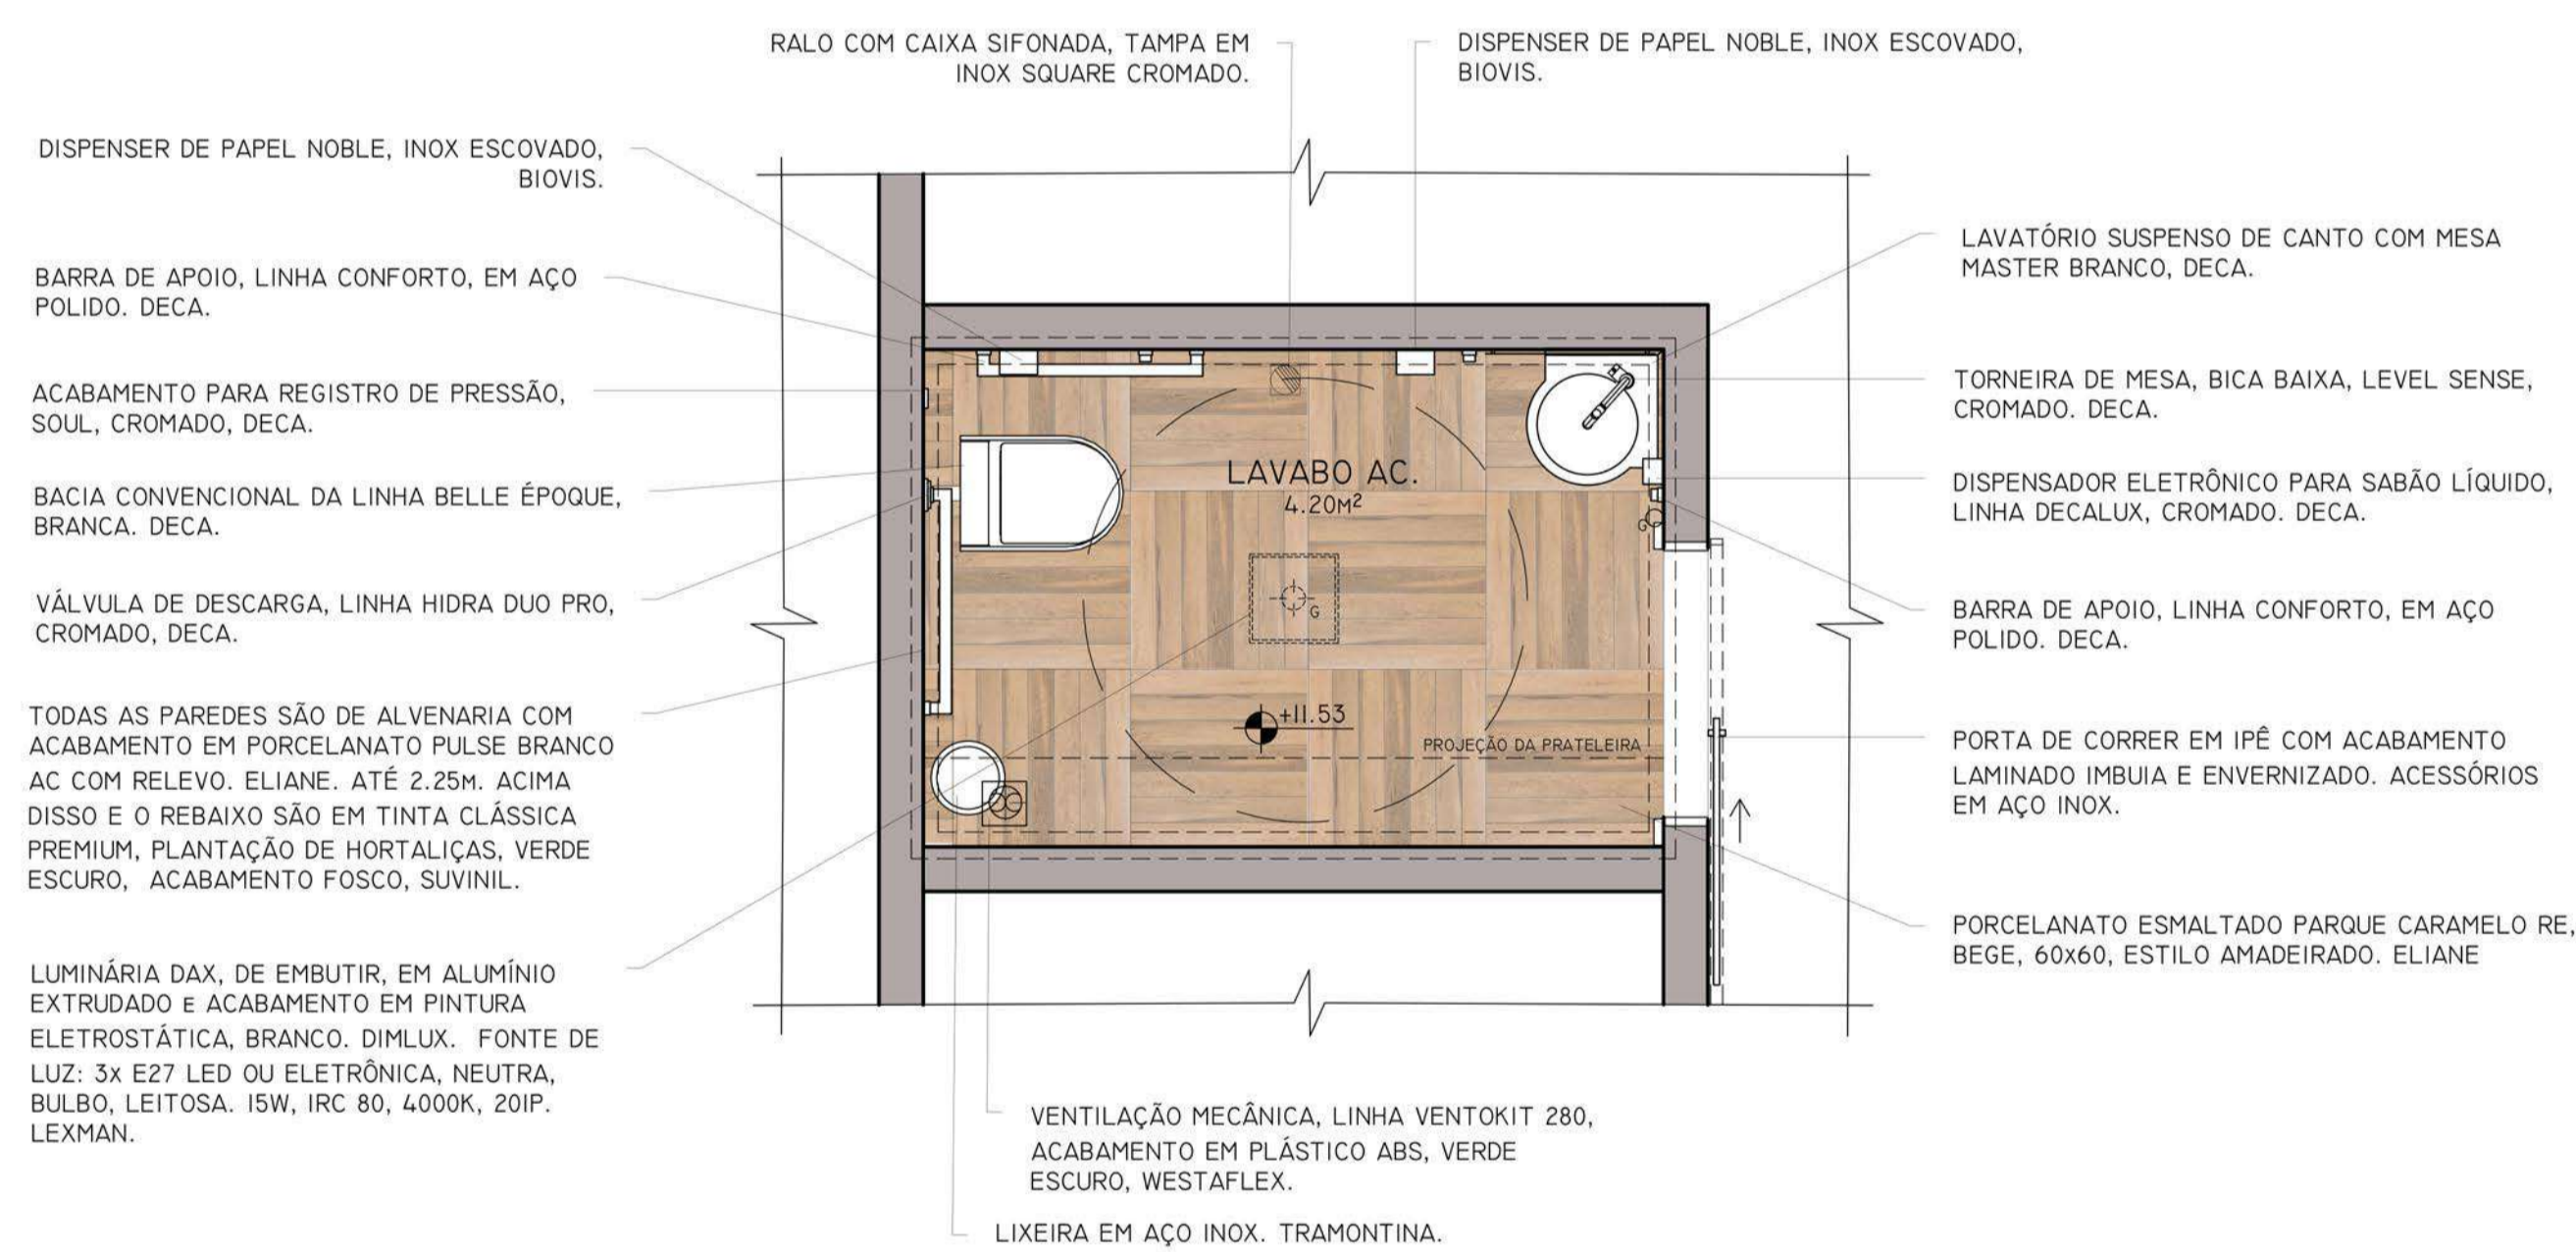 RALO COM CAIXA SIFONADA, TAMPA EM
INOX SQUARE CROMADO.
DISPENSER DE PAPEL NOBLE, INOX ESCOVADO,
BIOVIS.
DISPENSER DE PAPEL NOBLE, INOX ESCOVADO,
BIOVIS.
BARRA DE APOIO, LINHA CONFORTO, EM AÇO
POLIDO. DECA.
ACABAMENTO PARA REGISTRO DE PRESSÃO,
SOUL, CROMADO, DECA.
BACIA CONVENCIONAL DA LINHA BELLE ÉPOQUE,
BRANCA. DECA.
VÁLVULA DE DESCARGA, LINHA HIDRA DUO PRO,
CROMADO, DECA.
TODAS AS PAREDES SÃO DE ALVENARIA COM
ACABAMENTO EM PORCELANATO PULSE BRANCO
AC COM RELEVO. ELIANE. ATÉ 2.25M. ACIMA
DISSO E O REBAIXO SÃO EM TINTA CLÁSSICA
PREMIUM, PLANTAÇÃO DE HORTALIÇAS, VERDE
ESCURO, ACABAMENTO FOSCO, SUVINIL.
LUMINÁRIA DAX, DE EMBUTIR, EM ALUMÍNIO
EXTRUDADO E ACABAMENTO EM PINTURA
ELETROSTÁTICA, BRANCO. DIMLUX. FONTE DE
LUZ: 3x E27 LED OU ELETRÔNICA, NEUTRA,
BULBO, LEITOSA. 15W, IRC 80, 4000K, 20IP.
LEXMAN.
LAVABO AC.
4.20M²
G
G
+11.53
PROJEÇÃO DA PRATELEIRA
LAVATÓRIO SUSPENSO DE CANTO COM MESA
MASTER BRANCO, DECA.
TORNEIRA DE MESA, BICA BAIXA, LEVEL SENSE,
CROMADO. DECA.
DISPENSADOR ELETRÔNICO PARA SABÃO LÍQUIDO,
LINHA DECALUX, CROMADO. DECA.
BARRA DE APOIO, LINHA CONFORTO, EM AÇO
POLIDO. DECA.
PORTA DE CORRER EM IPÊ COM ACABAMENTO
LAMINADO IMBUIA E ENVERNIZADO. ACESSÓRIOS
EM AÇO INOX.
PORCELANATO ESMALTADO PARQUE CARAMELO RE,
BEGE, 60x60, ESTILO AMADEIRADO. ELIANE
VENTILAÇÃO MECÂNICA, LINHA VENTOKIT 280,
ACABAMENTO EM PLÁSTICO ABS, VERDE
ESCURO, WESTAFLEX.
LIXEIRA EM AÇO INOX. TRAMONTINA.